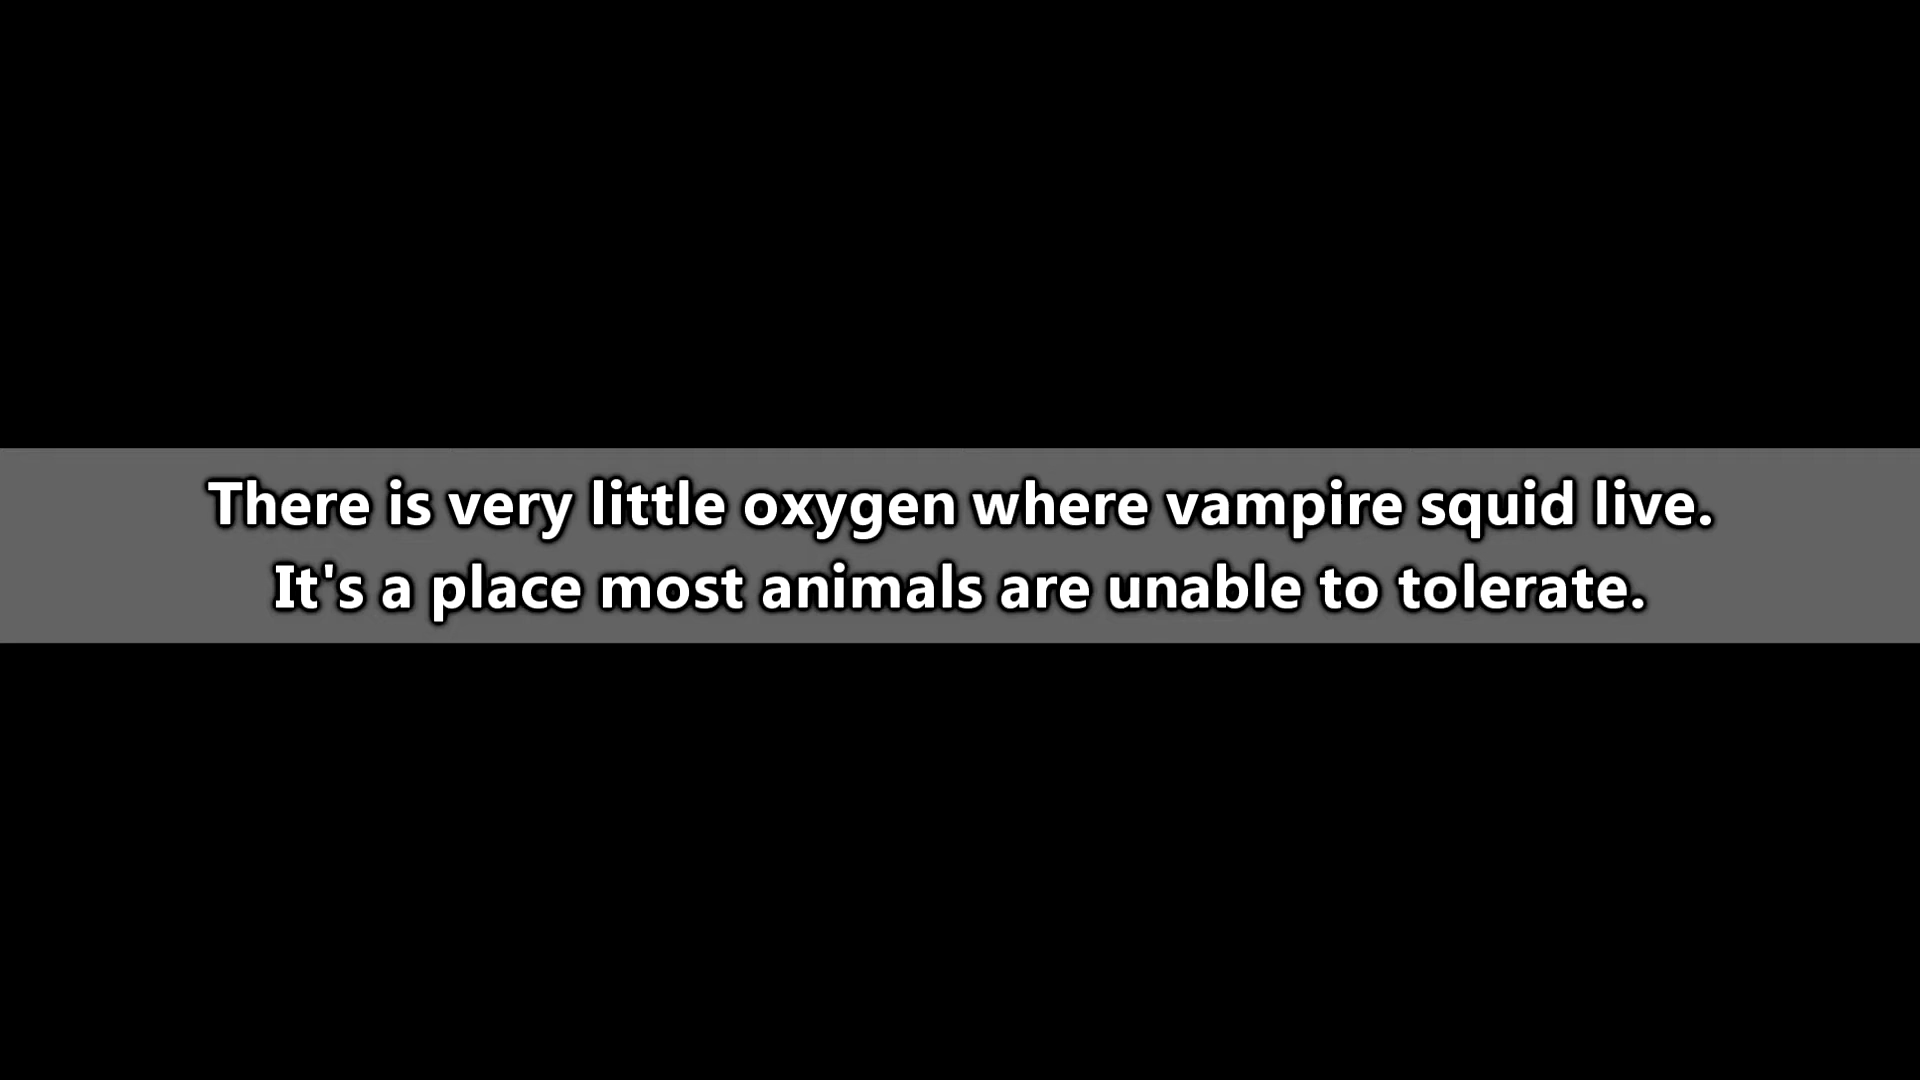 There is very little oxygen where vampire squid live.
It's a place most animals are unable to tolerate.